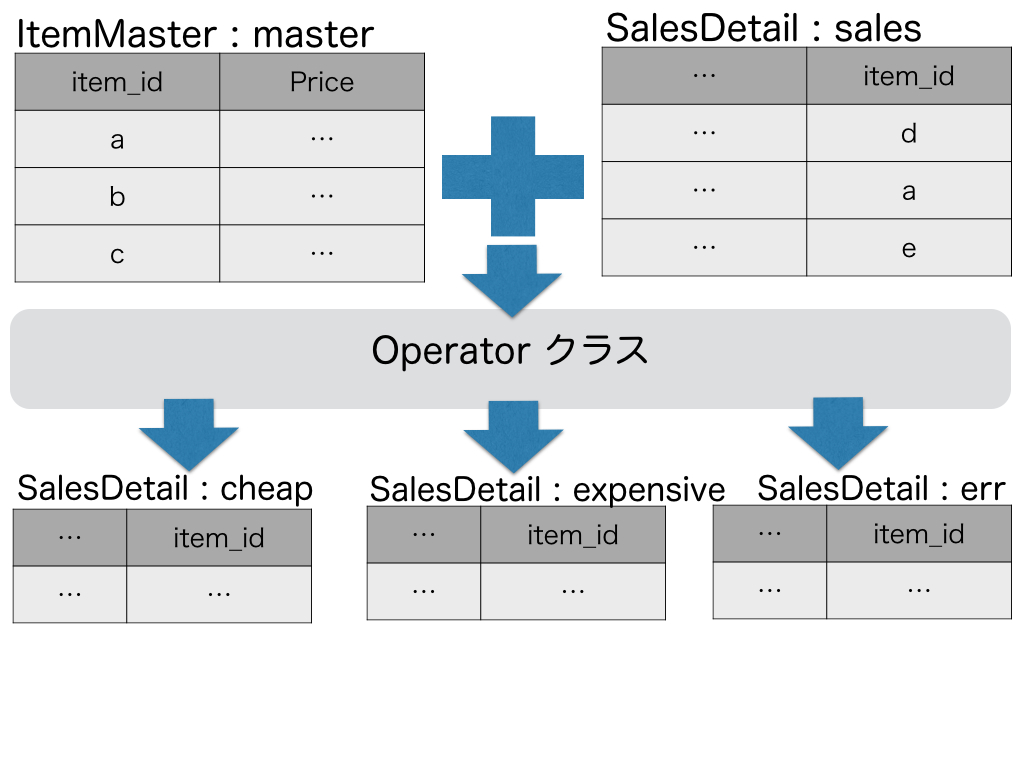 ItemMaster : master
item_id Price
a …
b …
c …
SalesDetail : sales
… item_id
… d
… a
… e
Operator クラス
SalesDetail : cheap
… item_id
… …
SalesDetail : expensive
… item_id
… …
SalesDetail : err
… item_id
… …